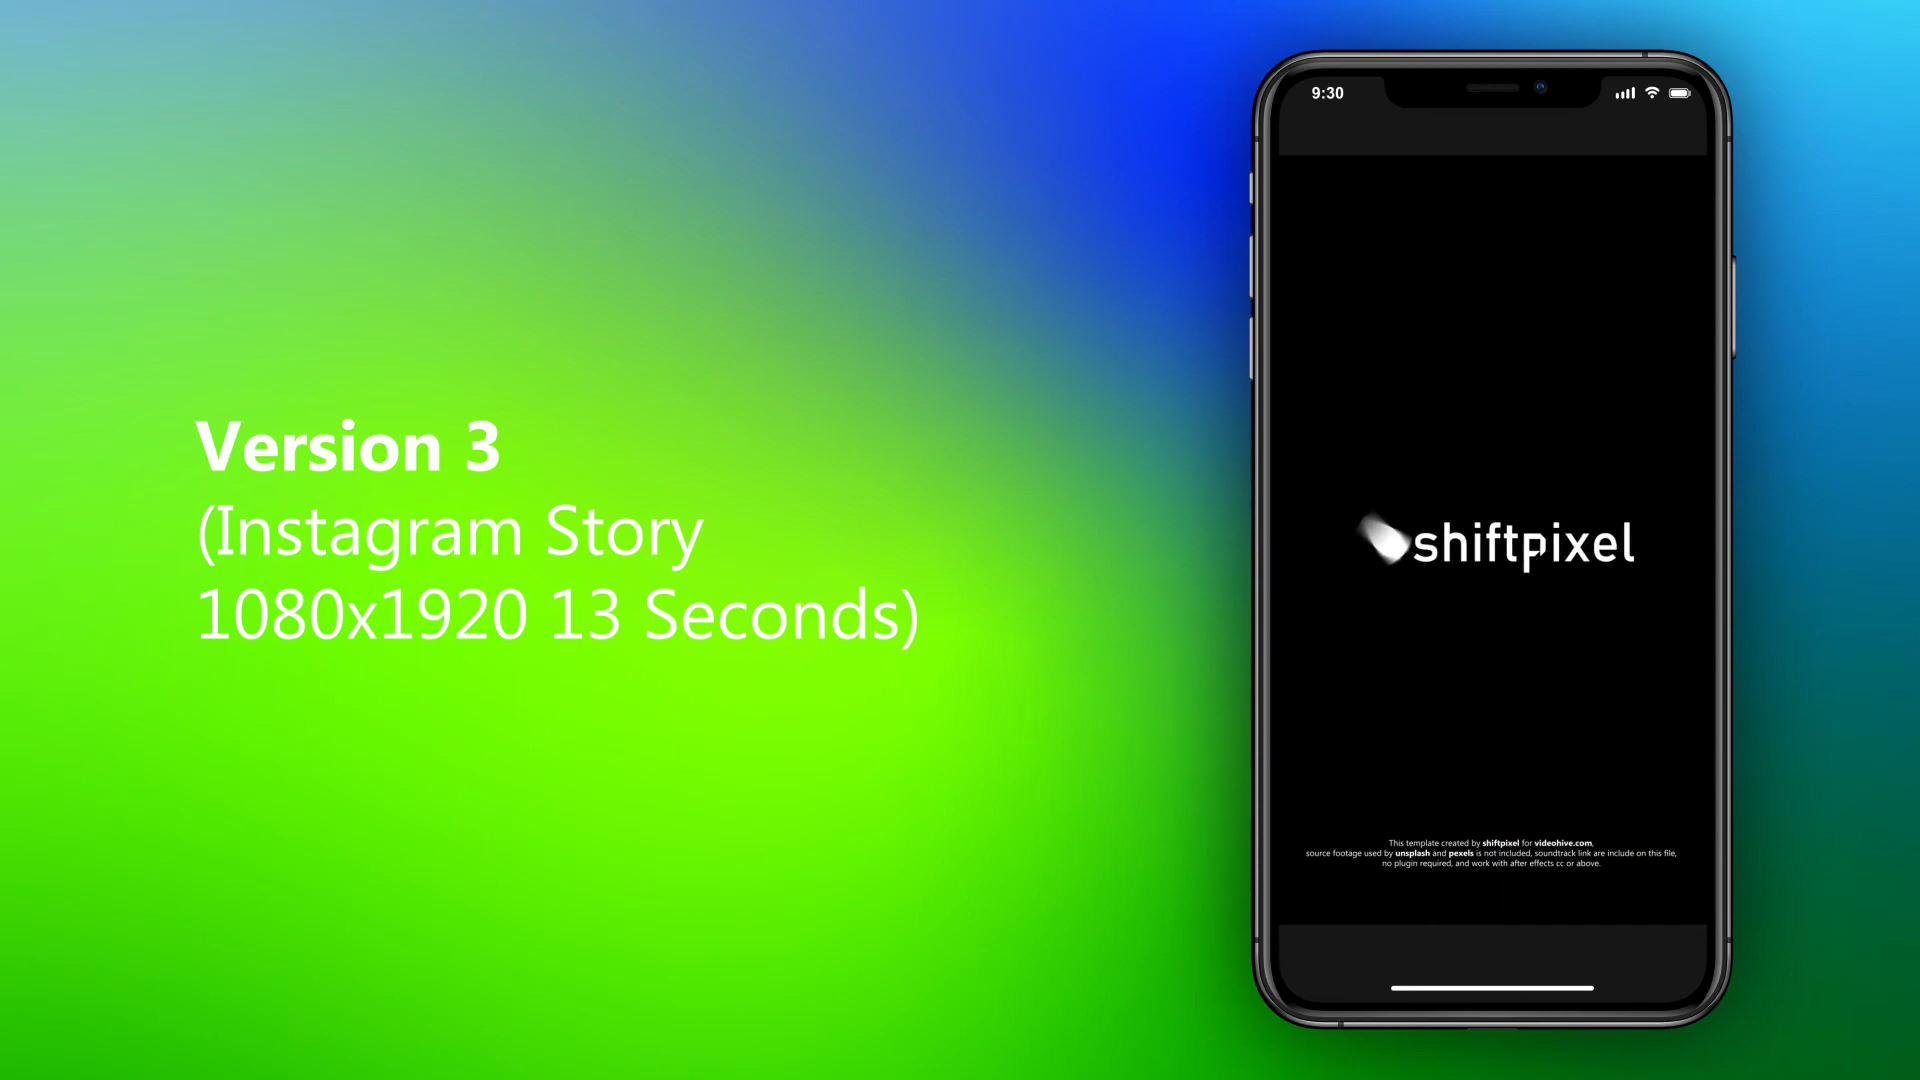 Version 3
(Instagram Story
1080x1920 13 Seconds)
9:30
shiftpixel
This template created by shiftpixel for videohive.com,
source footage used by unsplash and pexels is not included, soundtrack link are include on this file,
no plugin required, and work with after effects cc or above.